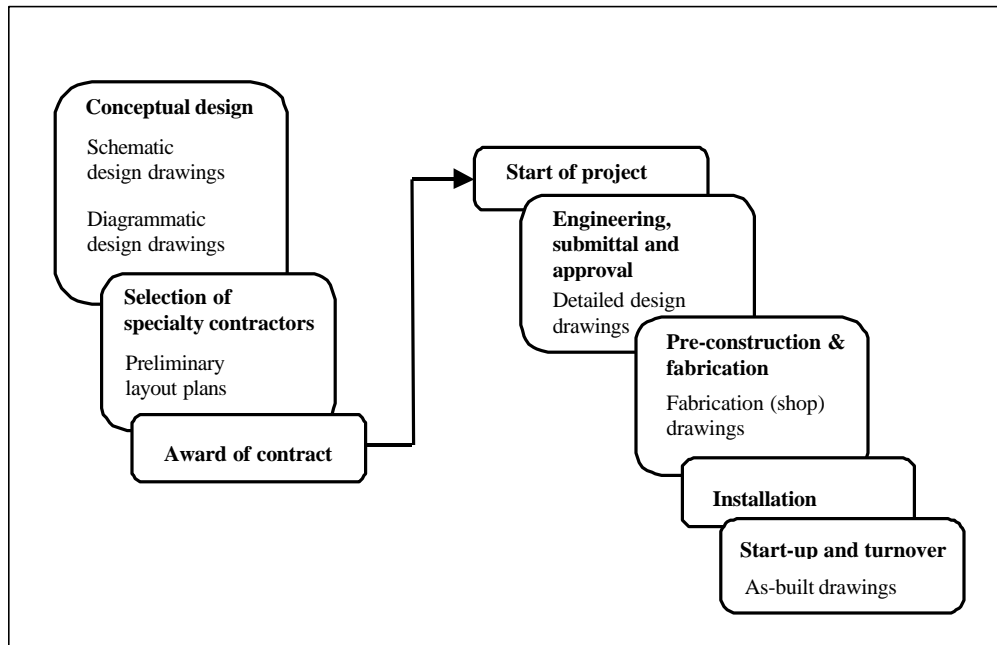 Conceptual design
Schematic
design drawings
Diagrammatic
design drawings
Selection of
specialty contractors
Preliminary
layout plans
Award of contract
Start of project
Engineering,
submittal and
approval
Detailed design
drawings
Pre-construction &
fabrication
Fabrication (shop)
drawings
Installation
Start-up and turnover
As-built drawings